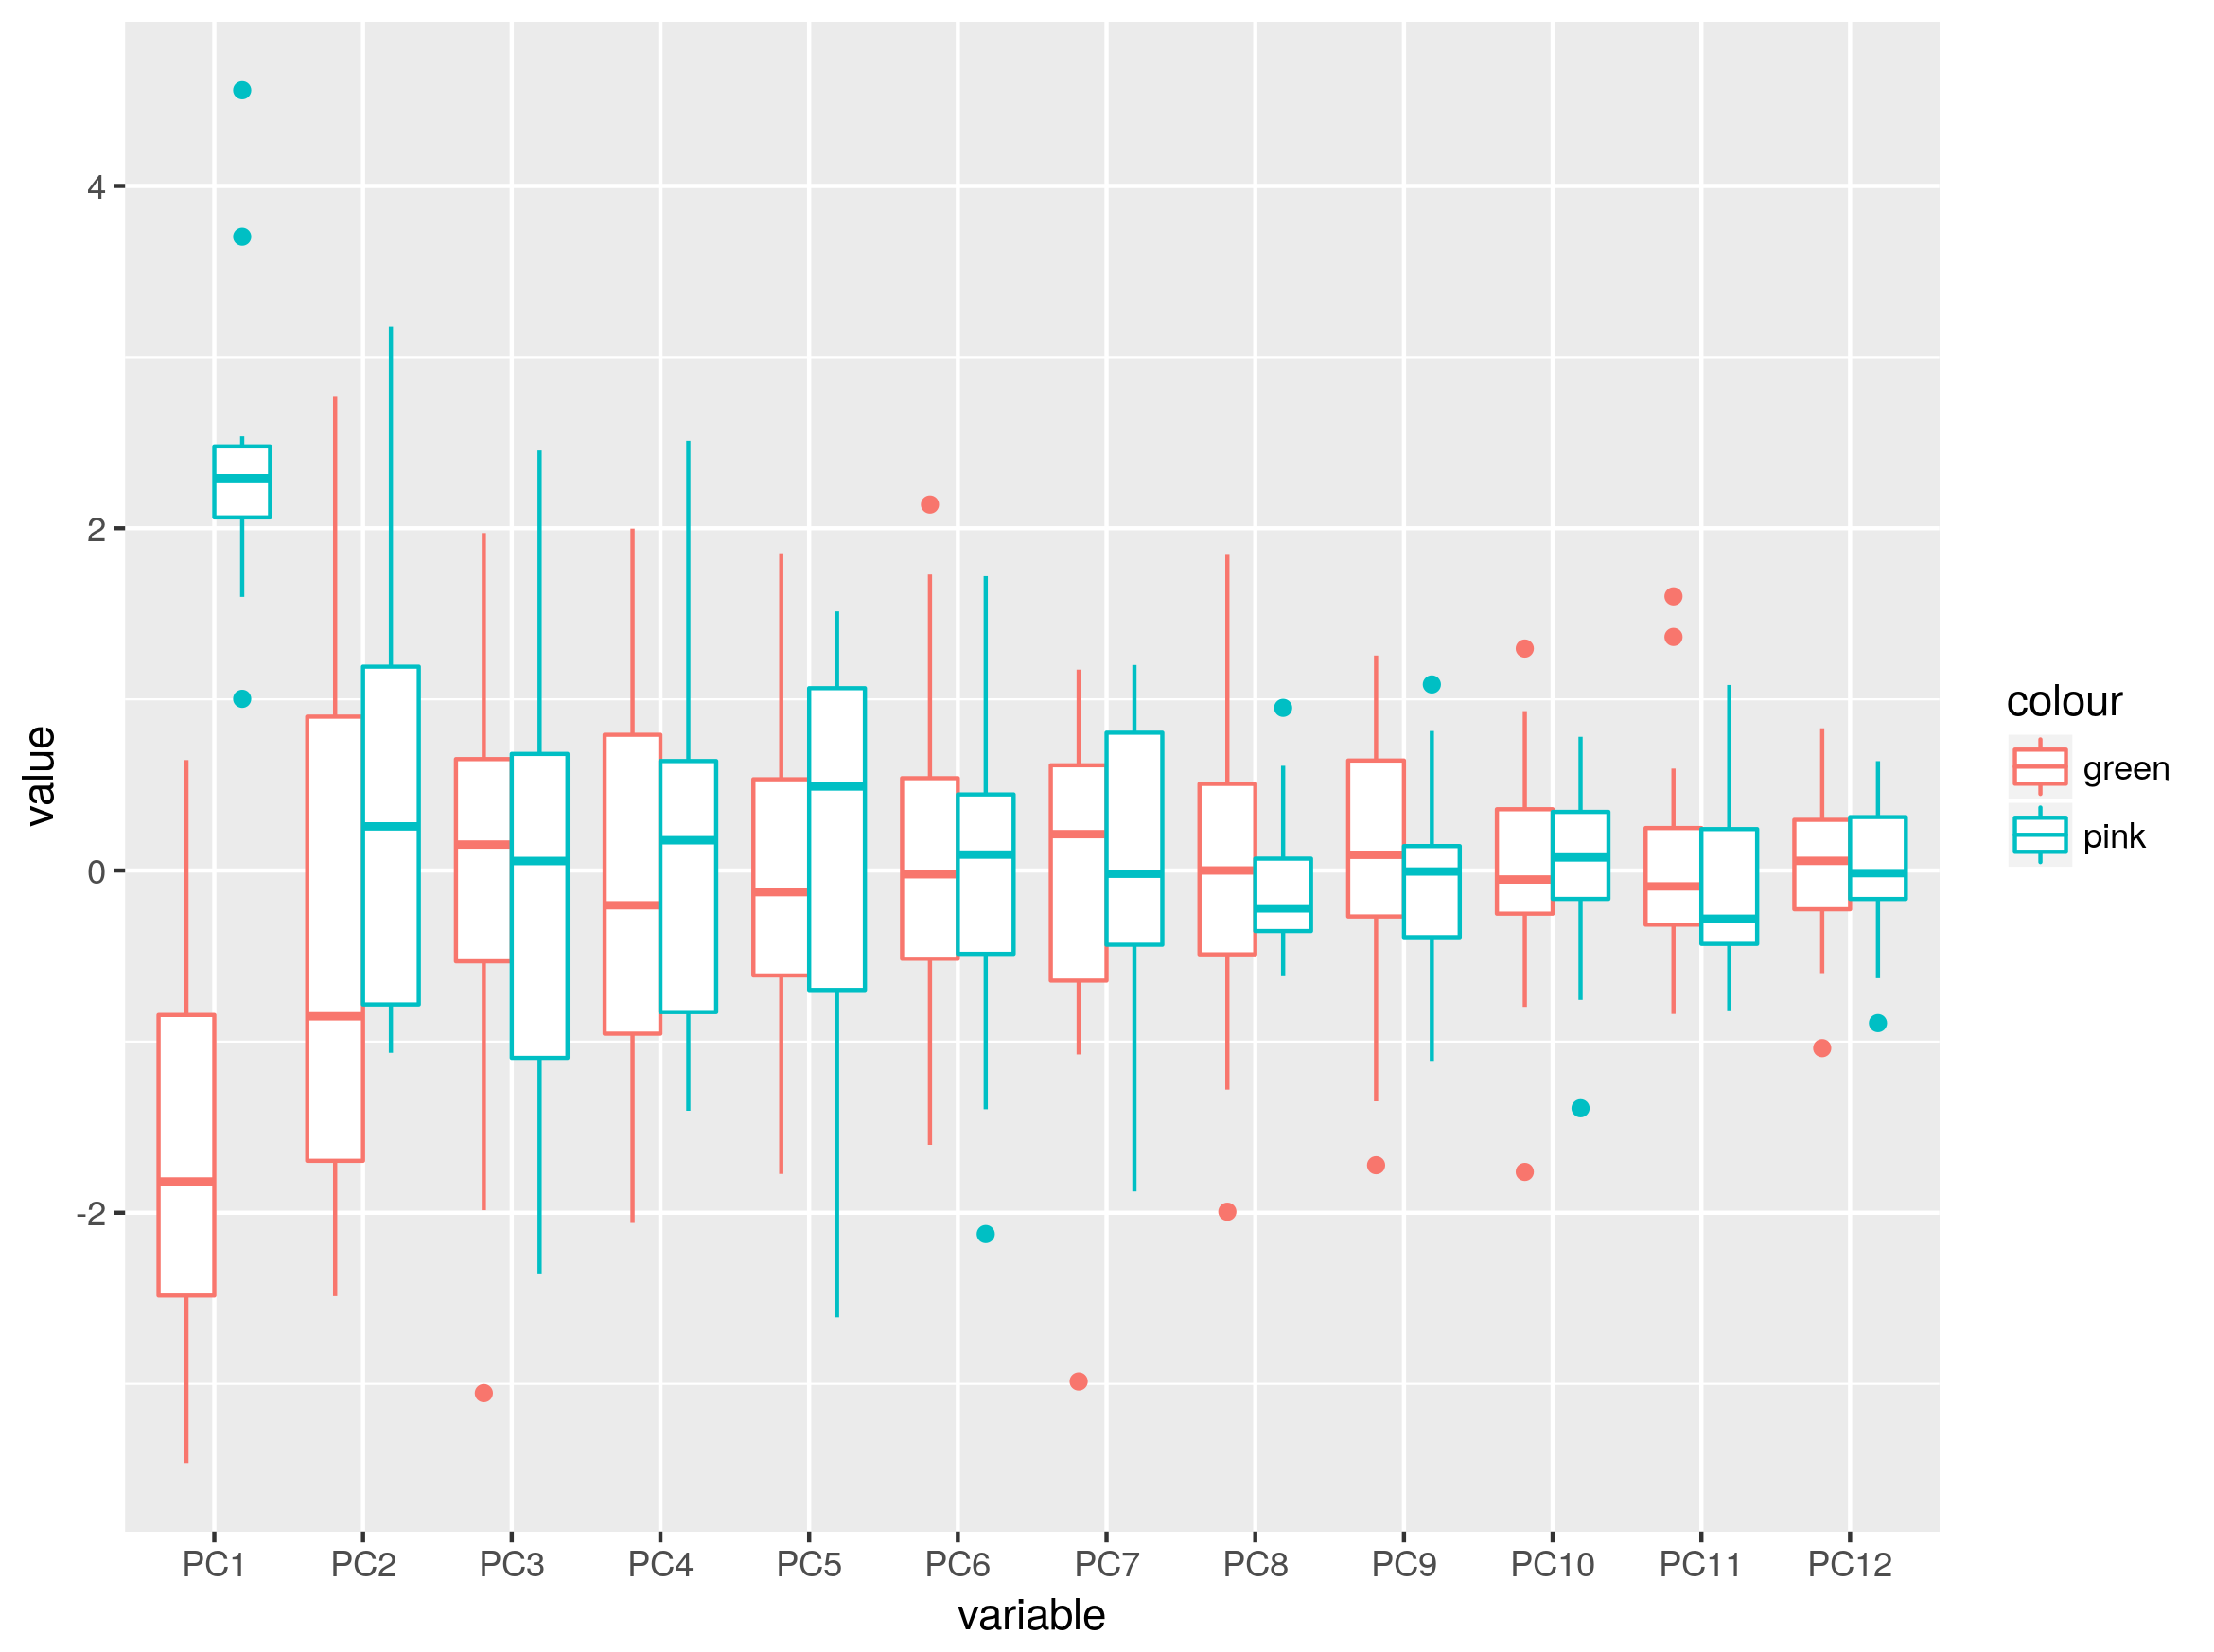 4
2
0
-2
value
PC1 PC2 PC3 PC4 PC5 PC6 PC7 PC8 PC9 PC10 PC11 PC12
variable
colour
green
pink